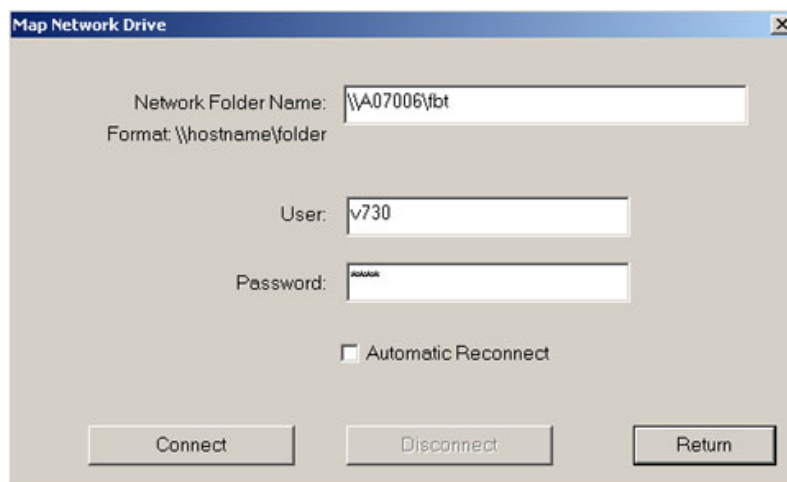 Map Network Drive
Network Folder Name: \\A07006\fbt
Format: \\hostname\folder
User: v730
Password: ****
Automatic Reconnect
Connect Disconnect Return